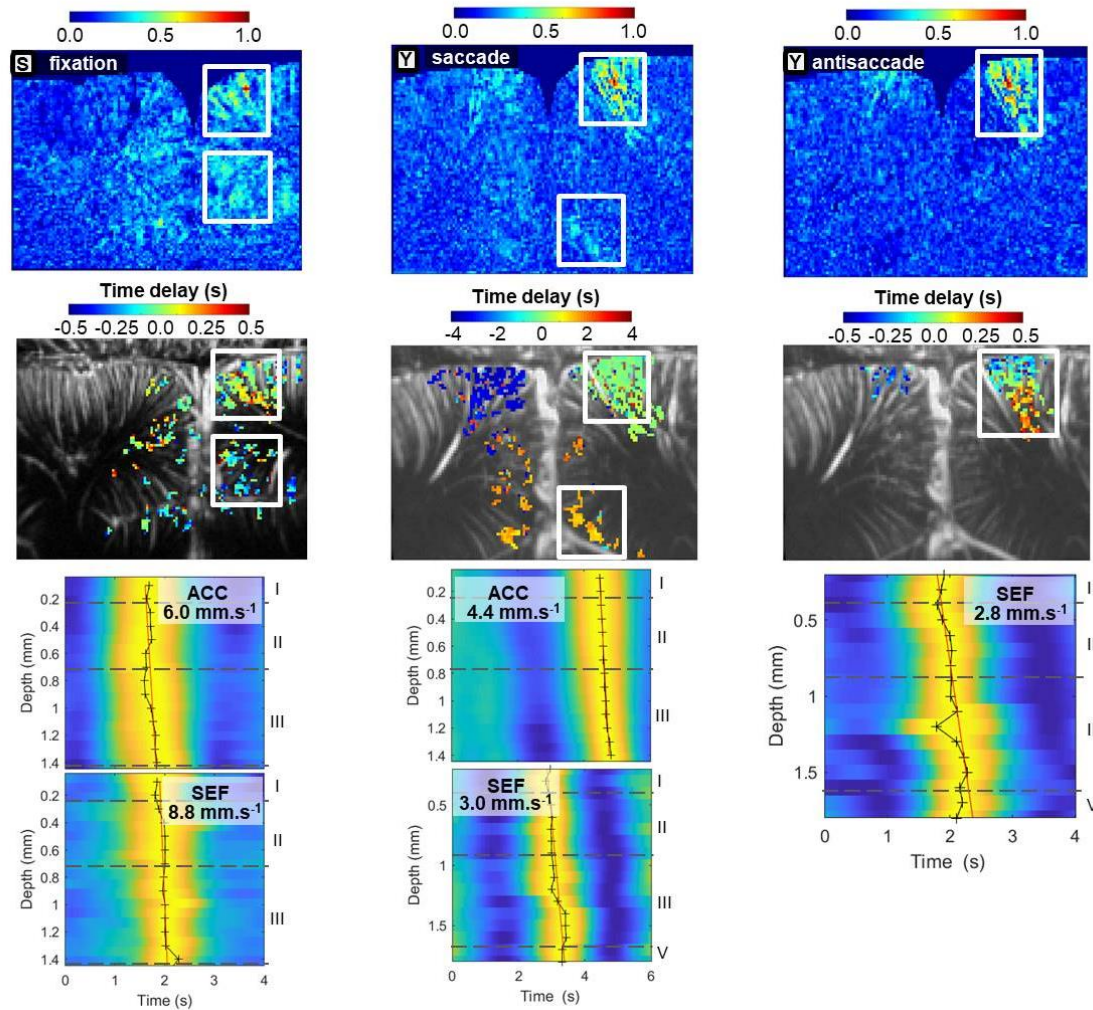 0.0 0.5 1.0
S fixation
0.0 0.5 1.0
Y saccade
0.0 0.5 1.0
Y antisaccade
Time delay (s)
-0.5 -0.25 0.0 0.25 0.5
Time delay (s)
-4 -2 0 2 4
Time delay (s)
-0.5 -0.25 0.0 0.25 0.5
ACC
6.0 mm.s⁻¹
I
II
III
0.2
0.4
0.6
0.8
1
1.2
1.4
Depth (mm)
SEF
8.8 mm.s⁻¹
I
II
III
0.2
0.4
0.6
0.8
1
1.2
1.4
Depth (mm)
0 1 2 3 4
Time (s)
ACC
4.4 mm.s⁻¹
I
II
III
0.2
0.4
0.6
0.8
1
1.2
1.4
Depth (mm)
SEF
3.0 mm.s⁻¹
I
II
III
V
0.5
1
1.5
Depth (mm)
0 2 4 6
Time (s)
SEF
2.8 mm.s⁻¹
I
II
III
V
0.5
1
1.5
Depth (mm)
0 1 2 3 4
Time (s)